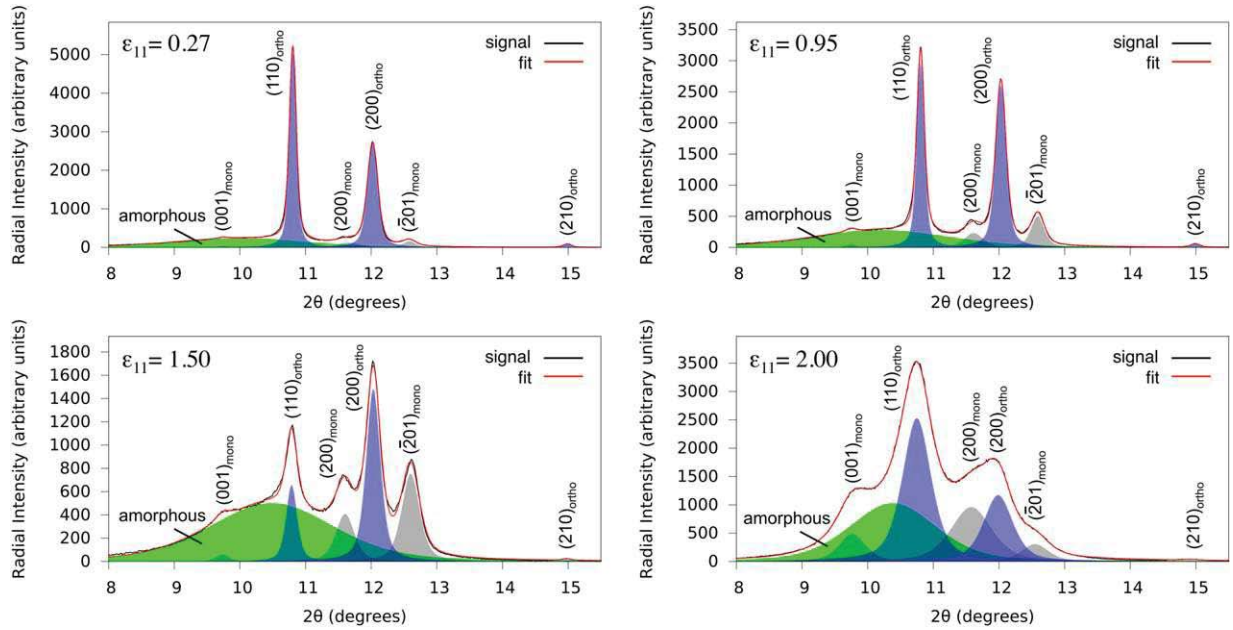 Radial Intensity (arbitrary units)
ε₁₁= 0.27
signal
fit
5000
4000
3000
2000
1000
0
amorphous
(001)mono
(110)ortho
(200)mono
(200)ortho
(2̅01)mono
(210)ortho
8 9 10 11 12 13 14 15
2θ (degrees)
Radial Intensity (arbitrary units)
ε₁₁= 0.95
signal
fit
3500
3000
2500
2000
1500
1000
500
0
amorphous
(001)mono
(110)ortho
(200)mono
(200)ortho
(2̅01)mono
(210)ortho
8 9 10 11 12 13 14 15
2θ (degrees)
Radial Intensity (arbitrary units)
ε₁₁= 1.50
signal
fit
1800
1600
1400
1200
1000
800
600
400
200
0
amorphous
(001)mono
(110)ortho
(200)mono
(200)ortho
(2̅01)mono
(210)ortho
8 9 10 11 12 13 14 15
2θ (degrees)
Radial Intensity (arbitrary units)
ε₁₁= 2.00
signal
fit
3500
3000
2500
2000
1500
1000
500
0
amorphous
(001)mono
(110)ortho
(200)mono
(200)ortho
(2̅01)mono
(210)ortho
8 9 10 11 12 13 14 15
2θ (degrees)